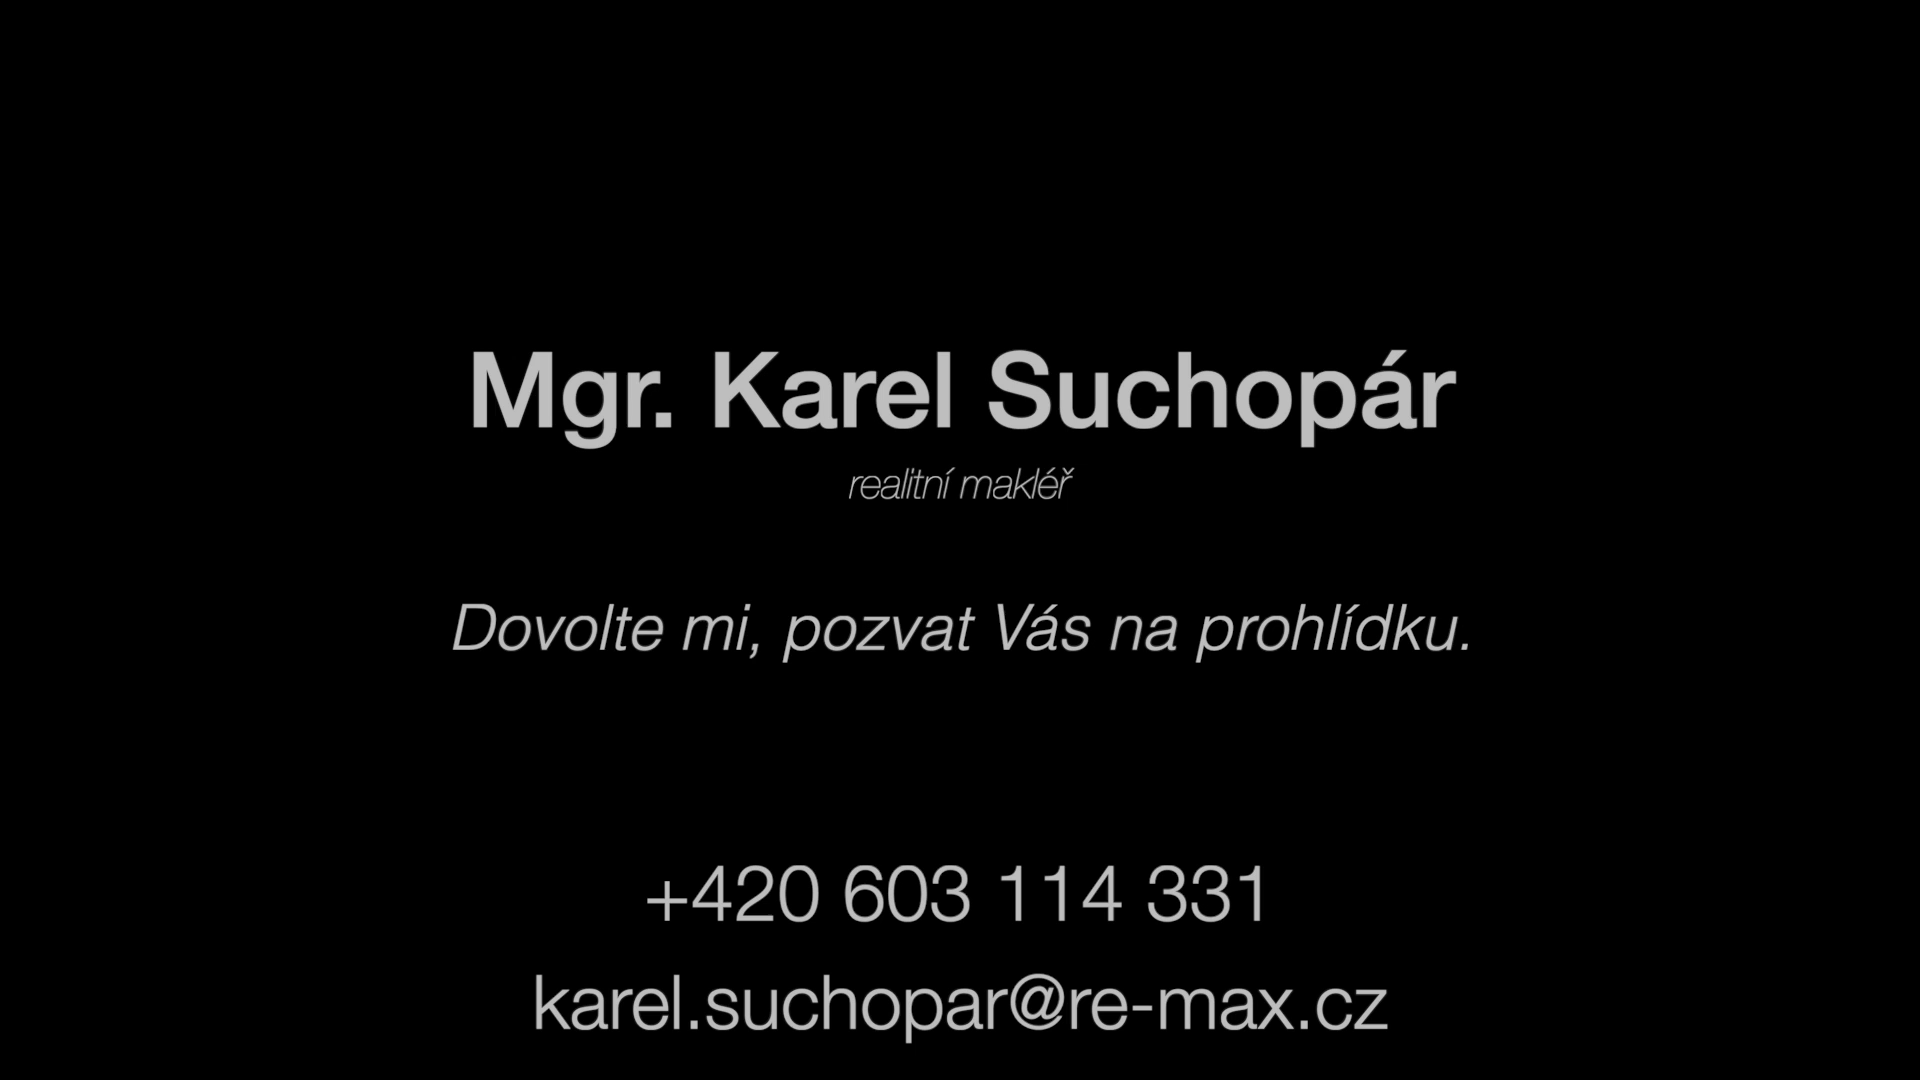 Mgr. Karel Suchopár
realitní makléř
Dovolte mi, pozvat Vás na prohlídku.
+420 603 114 331
karel.suchopar@re-max.cz